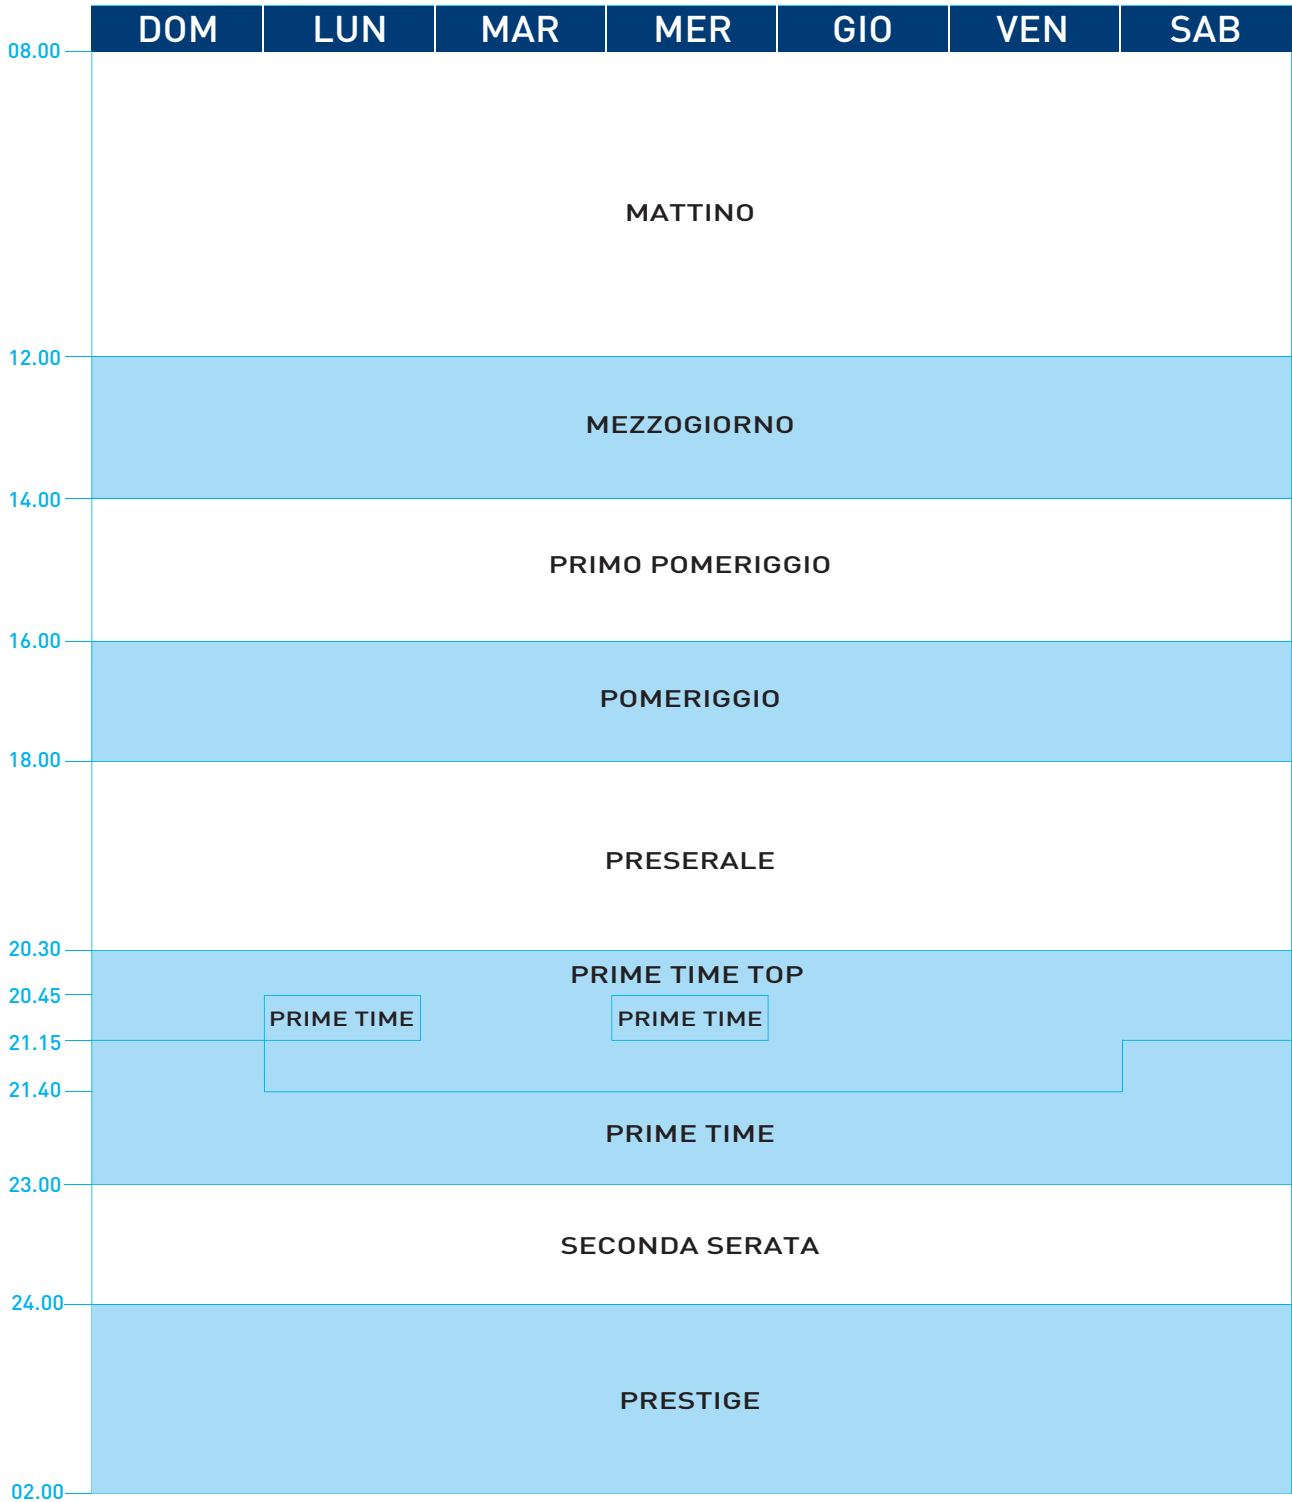 DOM LUN MAR MER GIO VEN SAB
08.00
MATTINO
12.00
MEZZOGIORNO
14.00
PRIMO POMERIGGIO
16.00
POMERIGGIO
18.00
PRESERALE
20.30
PRIME TIME TOP
20.45
PRIME TIME PRIME TIME
21.15
21.40
PRIME TIME
23.00
SECONDA SERATA
24.00
PRESTIGE
02.00